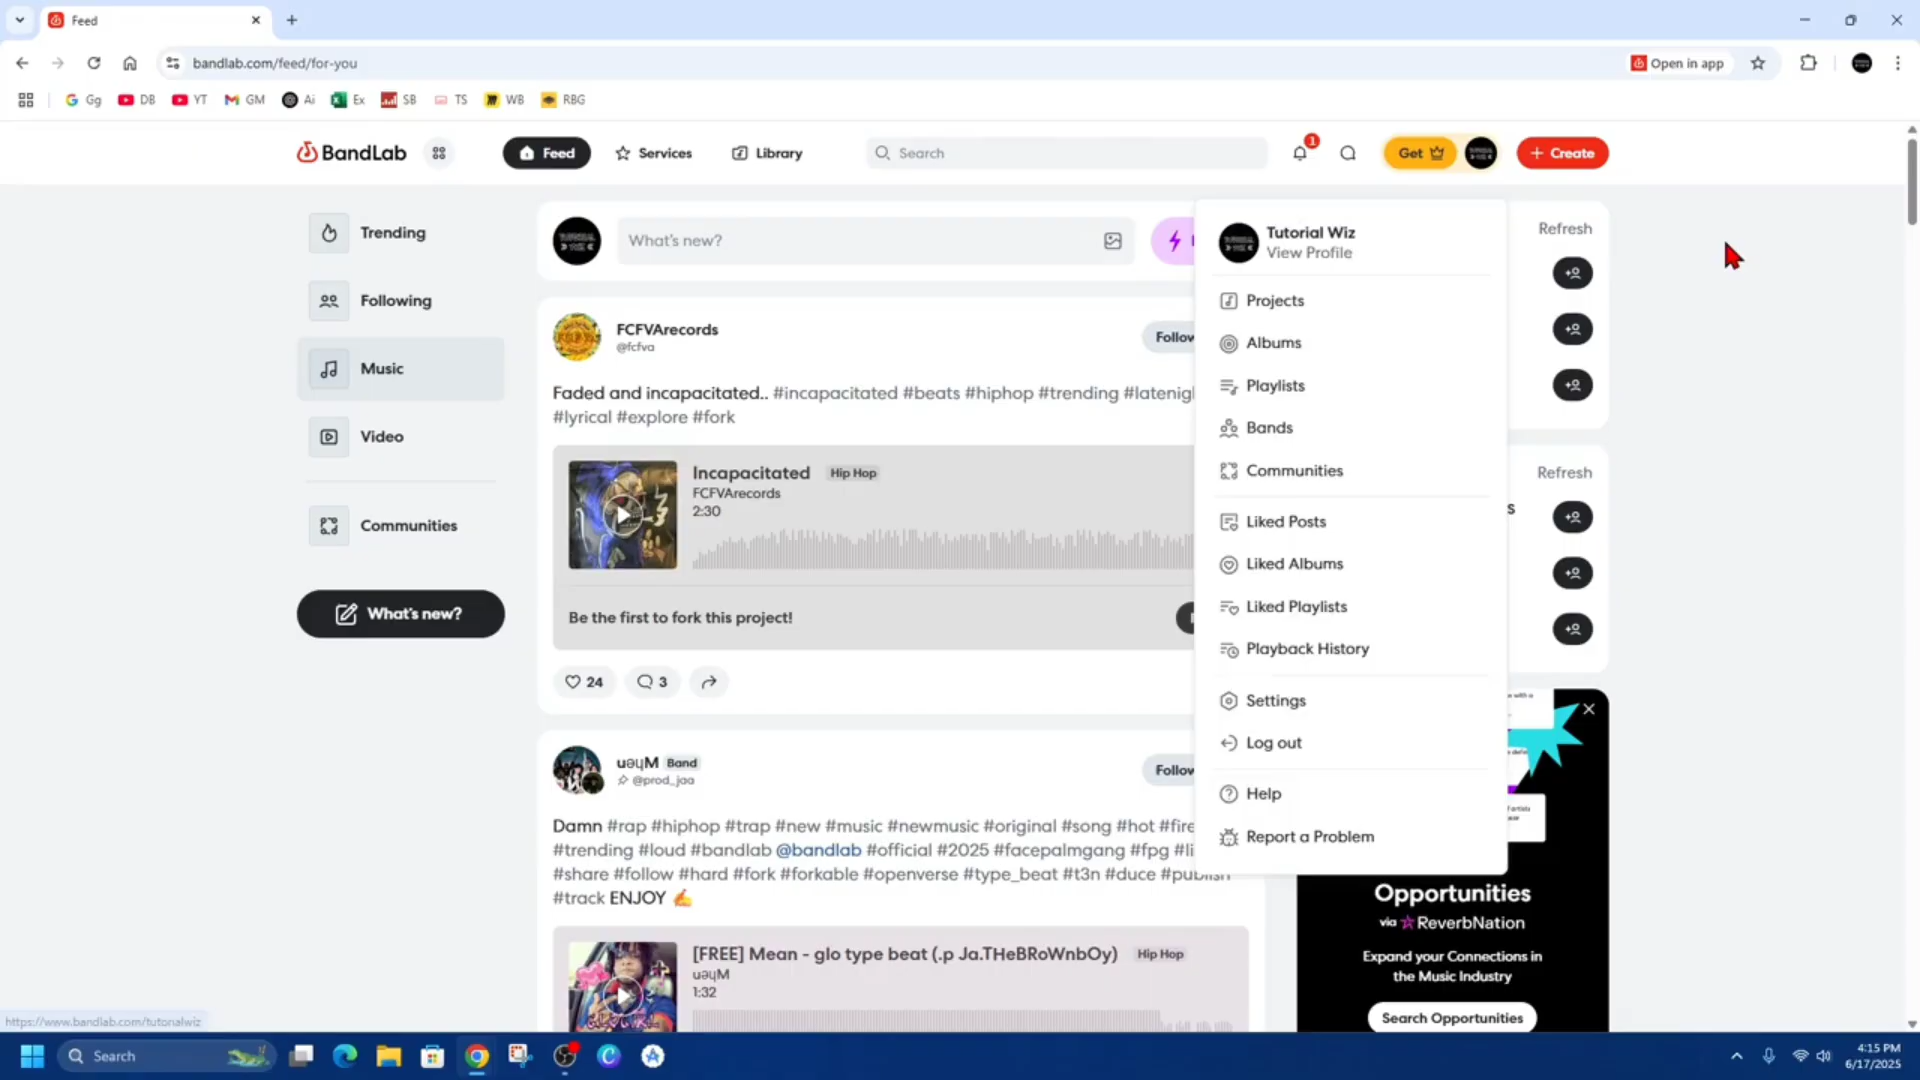 Feed
bandlab.com/feed/for-you
Open in app
Gg
DB
YT
GM
Ai
Ex
SB
TS
WB
RBG
BandLab
Feed
Services
Library
Search
1
Get
+ Create
Trending
Following
Music
Video
Communities
What's new?
What's new?
FCFVArecords
@fcfva
Follow
Faded and incapacitated.. #incapacitated #beats #hiphop #trending #latenigh
#lyrical #explore #fork
Incapacitated Hip Hop
FCFVArecords
2:30
Be the first to fork this project!
24
3
uǝɥM Band
@prod_jaa
Follow
Damn #rap #hiphop #trap #new #music #newmusic #original #song #hot #fire
#trending #loud #bandlab @bandlab #official #2025 #facepalmgang #fpg #li
#share #follow #hard #fork #forkable #openverse #type_beat #t3n #duce #publish
#track ENJOY ✍
[FREE] Mean - glo type beat (.p Ja.THeBRoWnbOy) Hip Hop
uǝɥM
1:32
Tutorial Wiz
View Profile
Projects
Albums
Playlists
Bands
Communities
Liked Posts
Liked Albums
Liked Playlists
Playback History
Settings
Log out
Help
Report a Problem
Refresh
Refresh
s
Opportunities
via ReverbNation
Expand your Connections in
the Music Industry
Search Opportunities
https://www.bandlab.com/tutorialwiz
Search
4:15 PM
6/17/2025